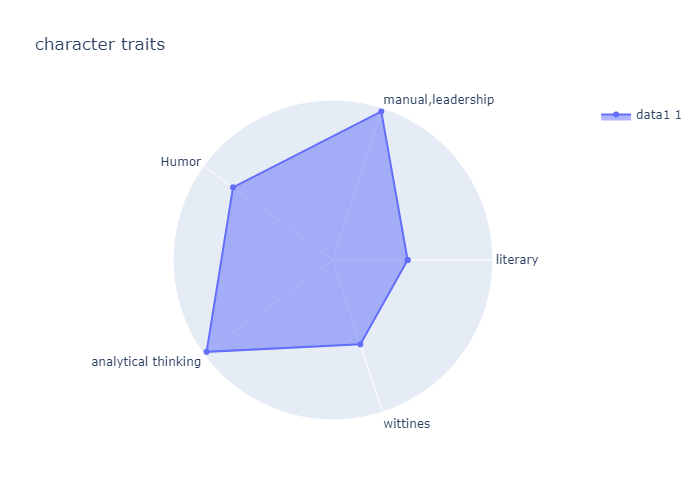 character traits
manual,leadership
data1 1
Humor
literary
analytical thinking
wittines